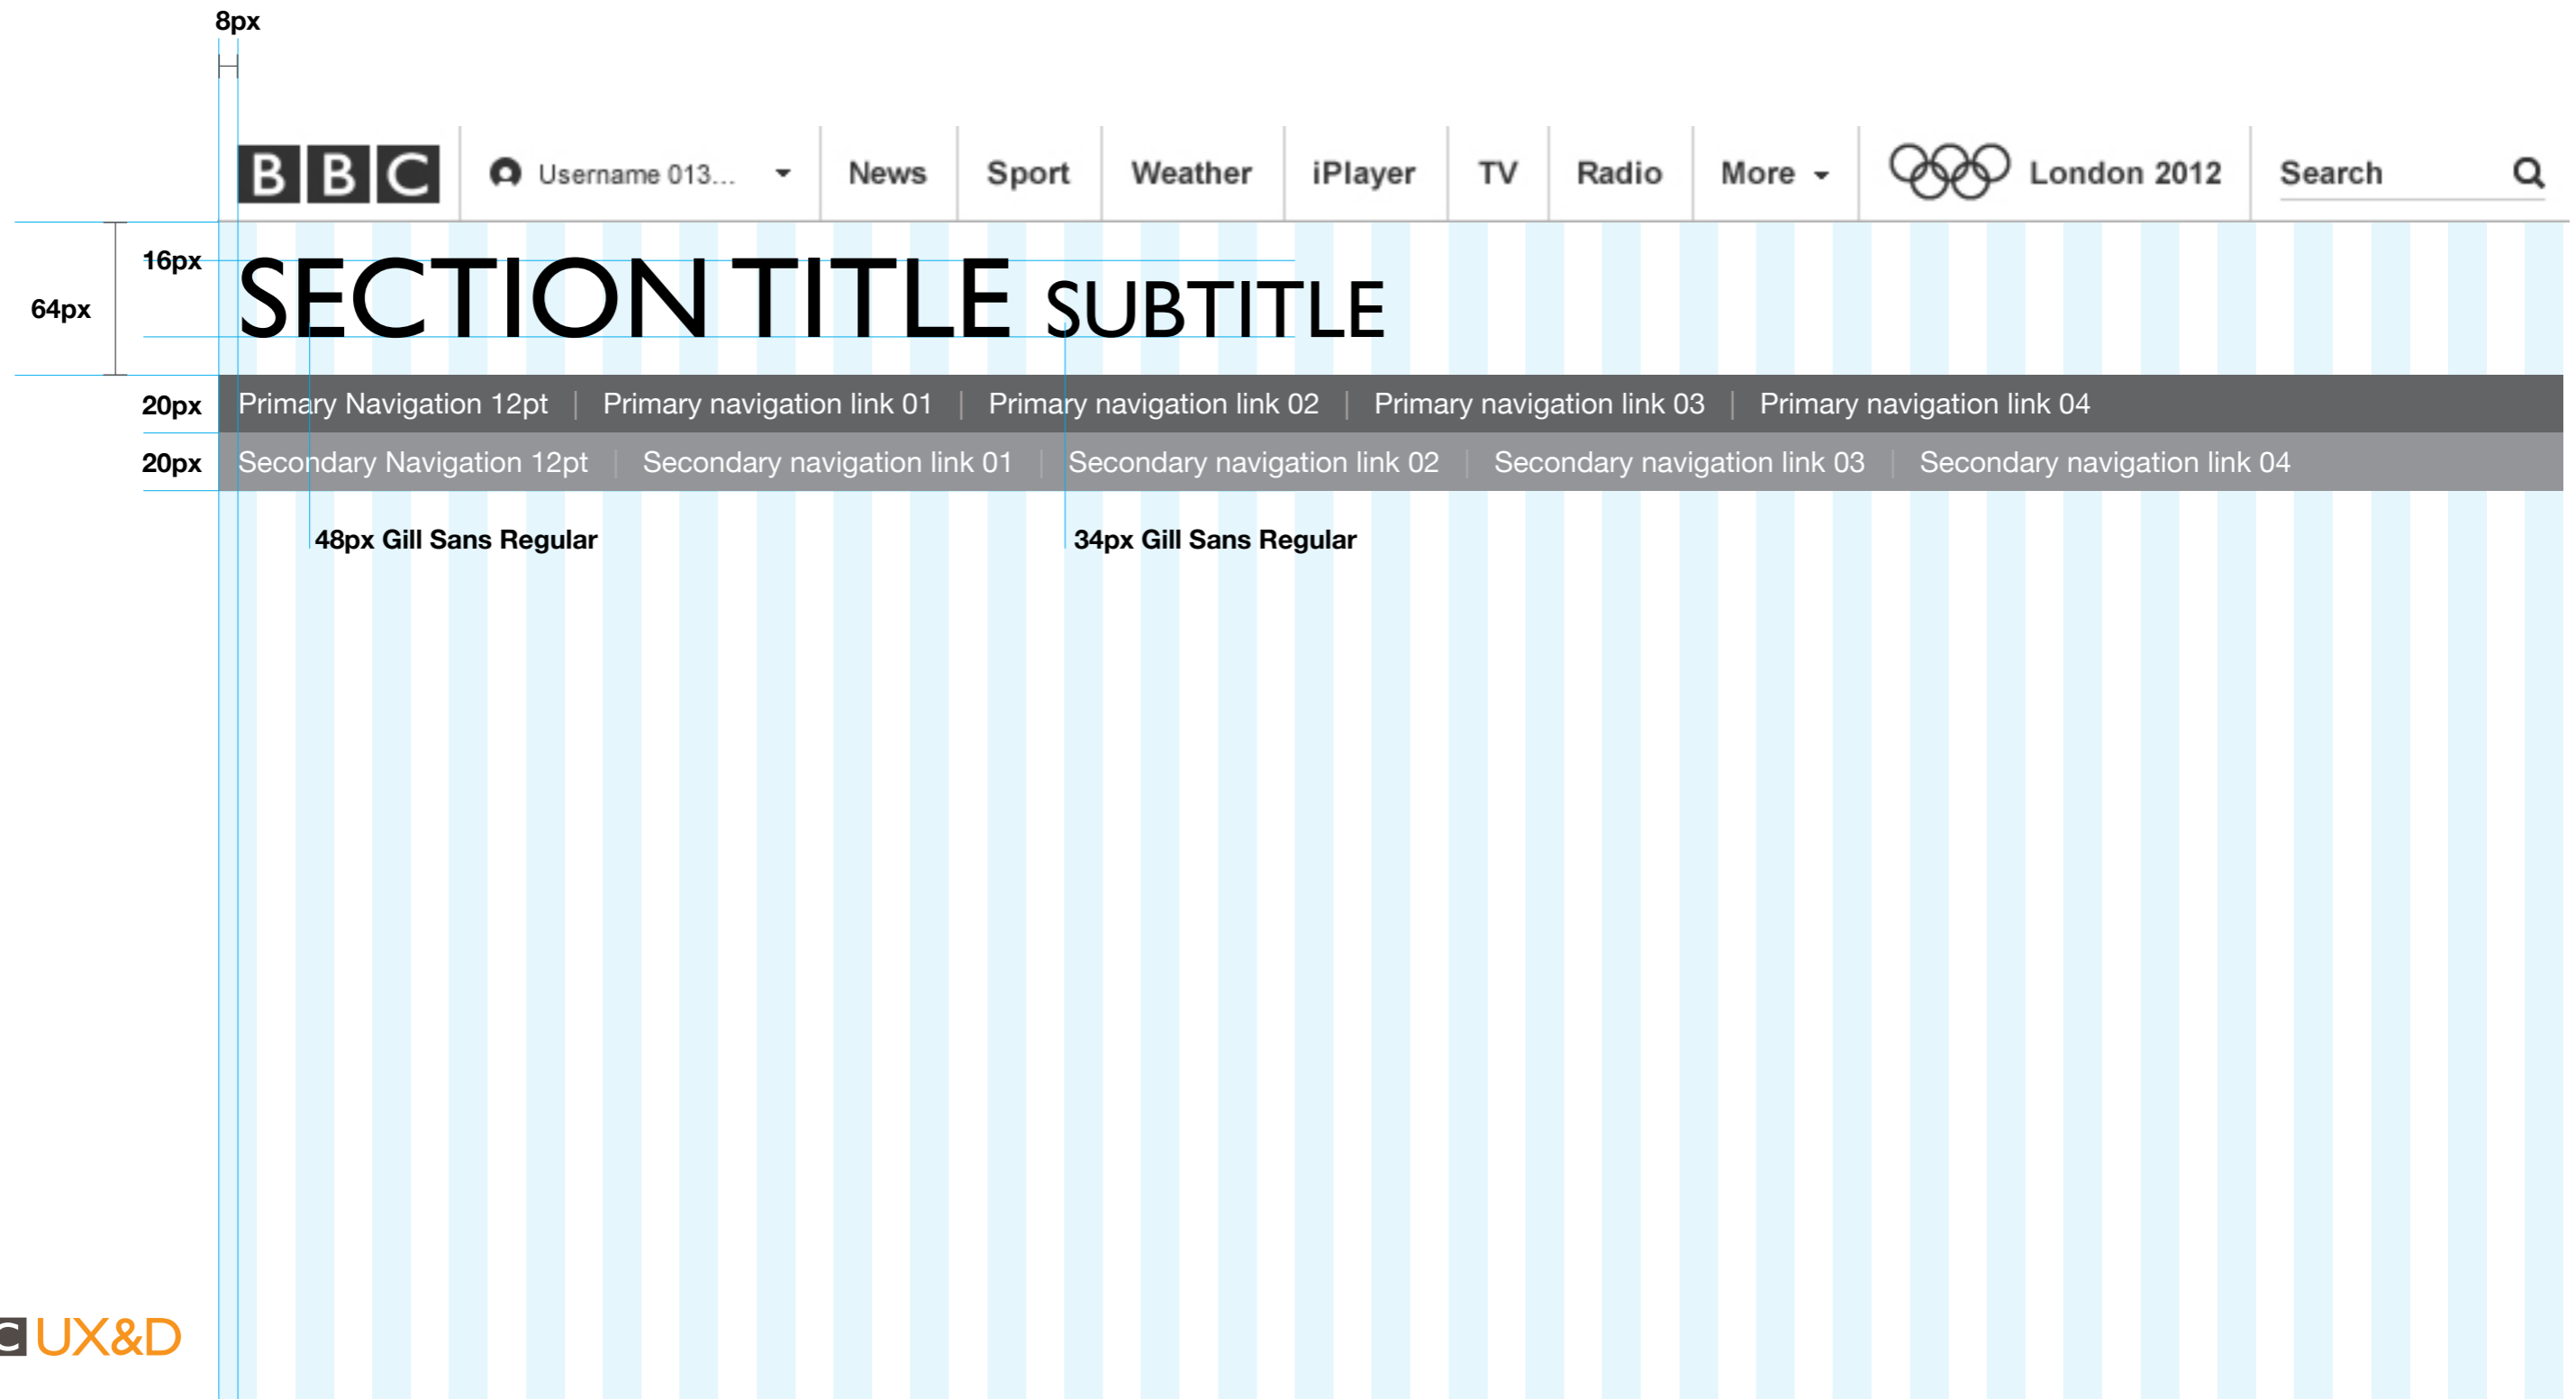 8px
BBC Username 013... News Sport Weather iPlayer TV Radio More London 2012 Search
16px
SECTION TITLE SUBTITLE
64px
20px Primary Navigation 12pt | Primary navigation link 01 | Primary navigation link 02 | Primary navigation link 03 | Primary navigation link 04
20px Secondary Navigation 12pt | Secondary navigation link 01 | Secondary navigation link 02 | Secondary navigation link 03 | Secondary navigation link 04
48px Gill Sans Regular 34px Gill Sans Regular
C UX&D